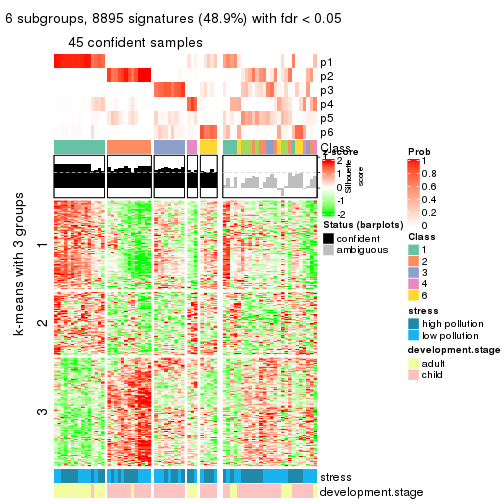 6 subgroups, 8895 signatures (48.9%) with fdr < 0.05
45 confident samples
p1
p2
p3
p4
p5
p6
Class
z-score
2
1
0
-1
-2
1
Silhouette
score
k-means with 3 groups
1
2
3
Status (barplots)
confident
ambiguous
Prob
1
0.8
0.6
0.4
0.2
0
Class
1
2
3
4
6
stress
high pollution
low pollution
development.stage
adult
child
stress
development.stage